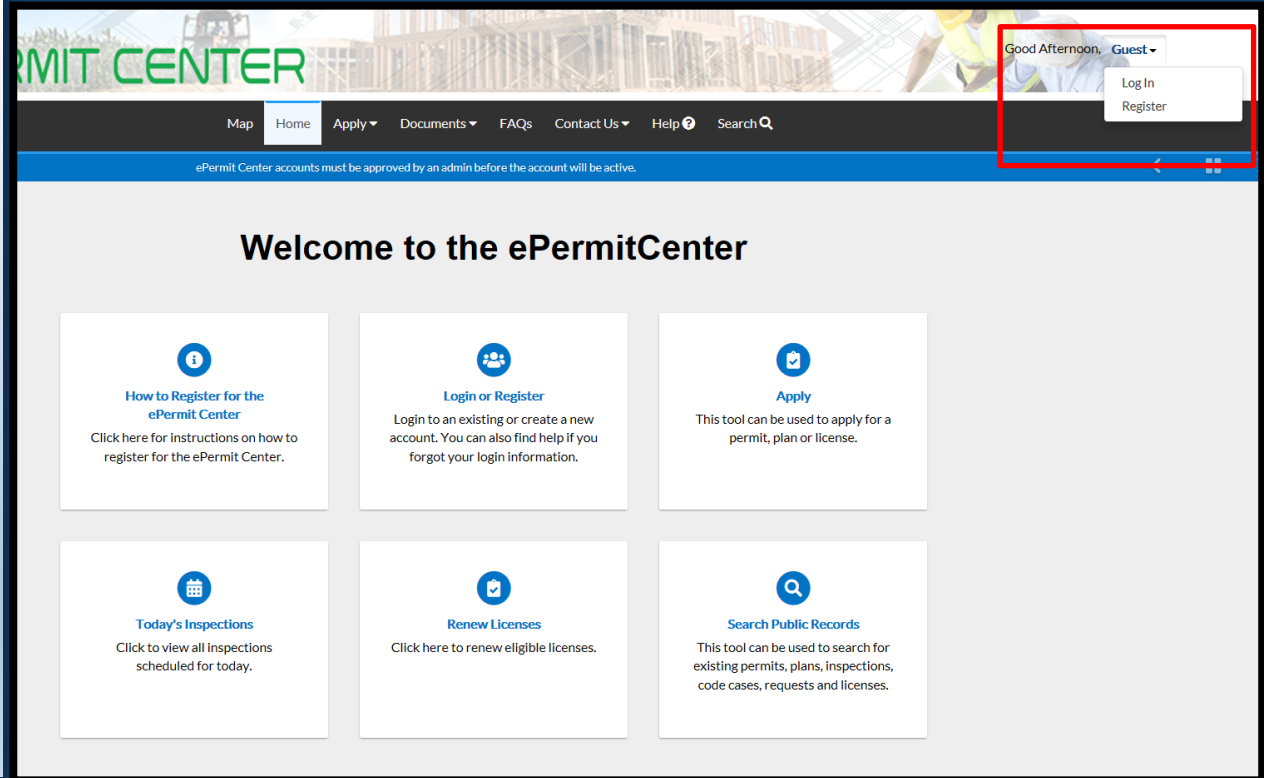 RMIT CENTER
Good Afternoon, Guest
Log In
Register
Map Home Apply Documents FAQs Contact Us Help Search
ePermit Center accounts must be approved by an admin before the account will be active.
Welcome to the ePermitCenter
How to Register for the
ePermit Center
Click here for instructions on how to
register for the ePermit Center.
Login or Register
Login to an existing or create a new
account. You can also find help if you
forgot your login information.
Apply
This tool can be used to apply for a
permit, plan or license.
Today's Inspections
Click to view all inspections
scheduled for today.
Renew Licenses
Click here to renew eligible licenses.
Search Public Records
This tool can be used to search for
existing permits, plans, inspections,
code cases, requests and licenses.